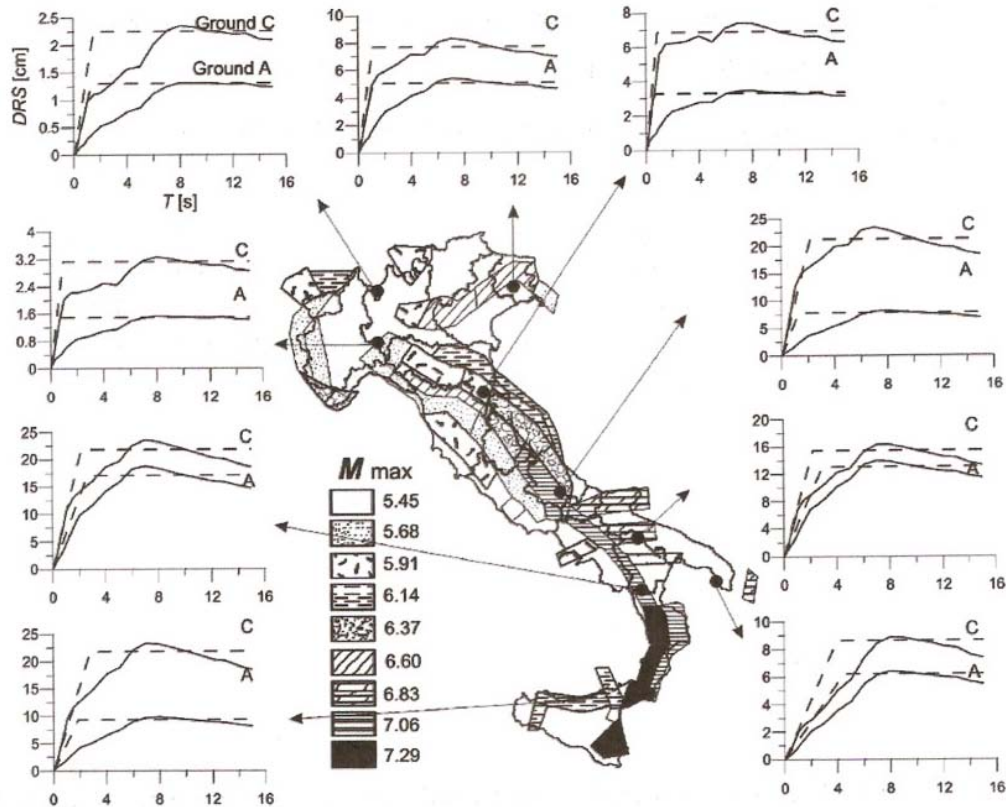 DRS [cm]
2.5
2
1.5
1
0.5
0
Ground C
Ground A
0 4 8 12 16
T [s]
10
8
6
4
2
0
C
A
0 4 8 12 16
8
6
4
2
0
C
A
0 4 8 12 16
4
3.2
2.4
1.6
0.8
0
C
A
0 4 8 12 16
25
20
15
10
5
0
C
A
0 4 8 12 16
25
20
15
10
5
0
C
A
0 4 8 12 16
M max
5.45
5.68
5.91
6.14
6.37
6.60
6.83
7.06
7.29
20
16
12
8
4
0
C
A
0 4 8 12 16
25
20
15
10
5
0
C
A
0 4 8 12 16
10
8
6
4
2
0
C
A
0 4 8 12 16